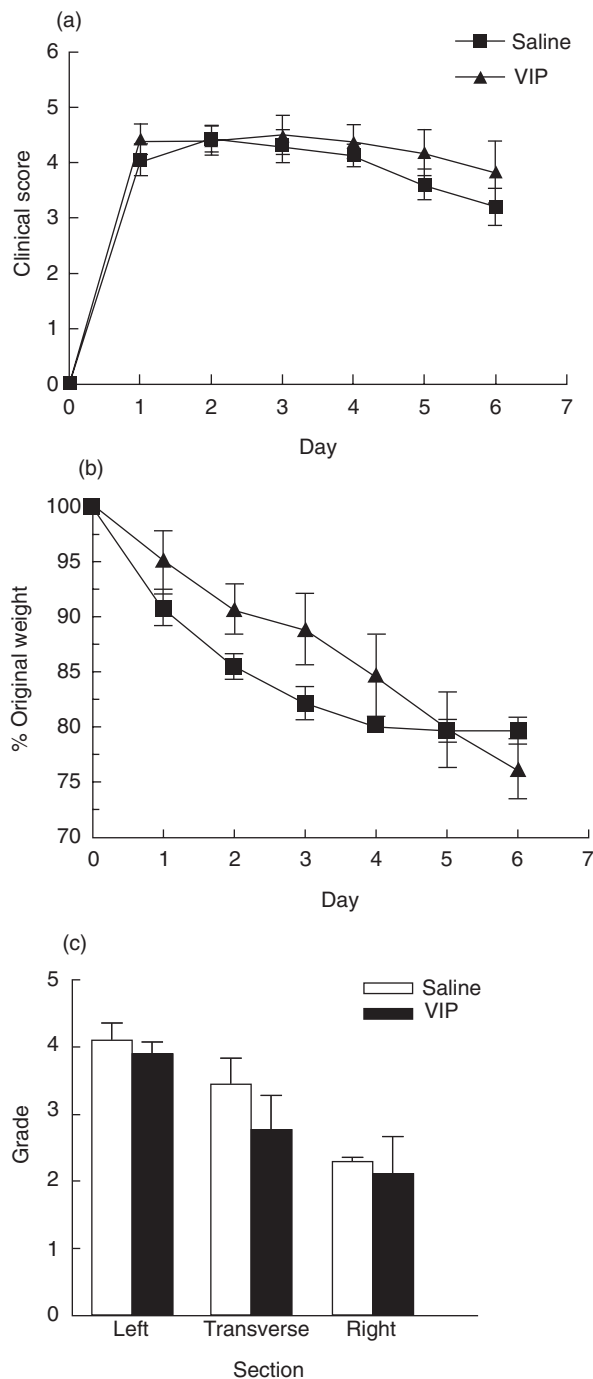 (a)
Saline
VIP
6
5
4
3
2
1
0
Clinical score
0 1 2 3 4 5 6 7
Day
(b)
100
95
90
85
80
75
70
% Original weight
0 1 2 3 4 5 6 7
Day
(c)
Saline
VIP
5
4
3
2
1
0
Grade
Left Transverse Right
Section